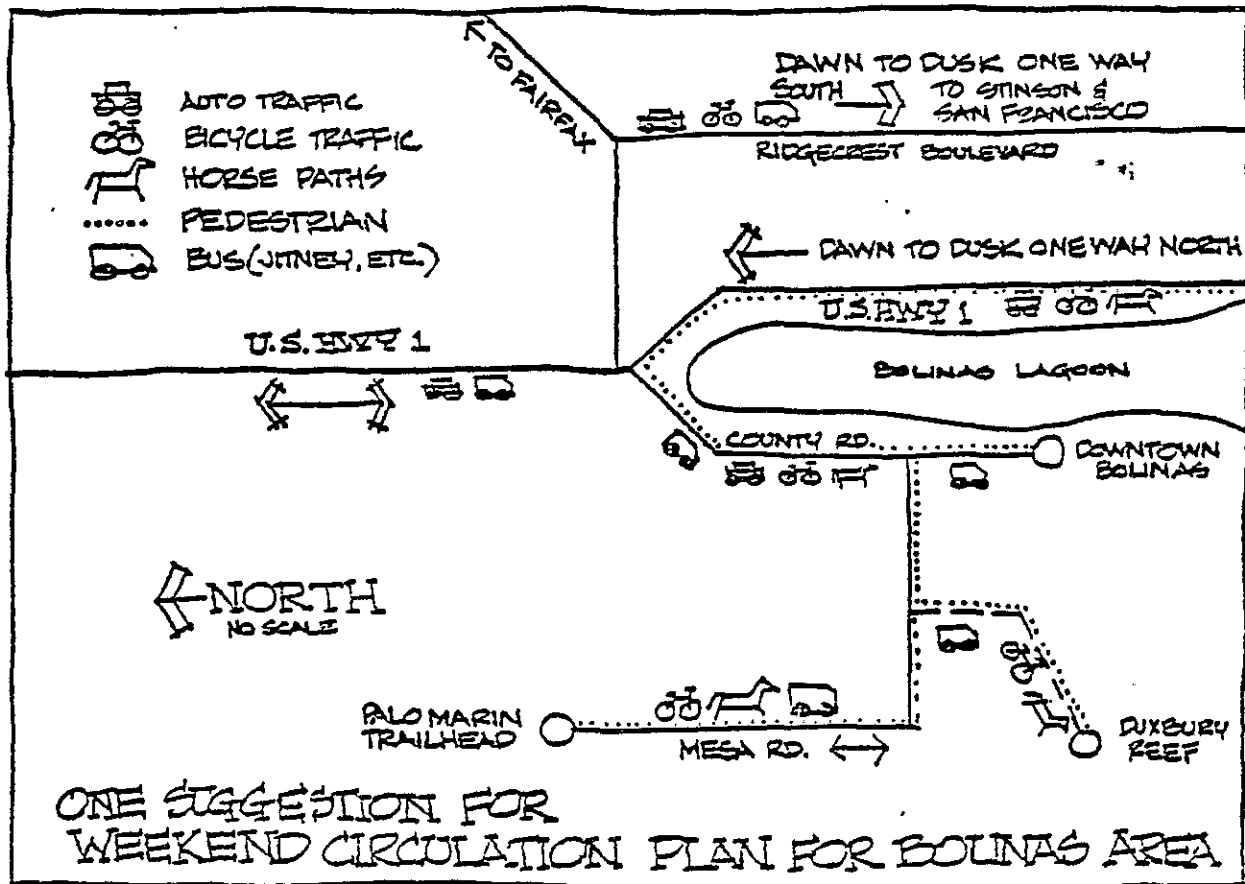 AUTO TRAFFIC
BICYCLE TRAFFIC
HORSE PATHS
PEDESTRIAN
BUS (JITNEY, ETC.)
TO FAIRFAX
DAWN TO DUSK ONE WAY
SOUTH
TO STINSON &
SAN FRANCISCO
RIDGECREST BOULEVARD
DAWN TO DUSK ONE WAY NORTH
U.S. HWY 1
U.S. HWY 1
BOLINAS LAGOON
COUNTY RD.
DOWNTOWN
BOLINAS
NORTH
NO SCALE
PALO MARIN
TRAILHEAD
MESA RD.
DUXBURY
REEF
ONE SUGGESTION FOR
WEEKEND CIRCULATION PLAN FOR BOLINAS AREA